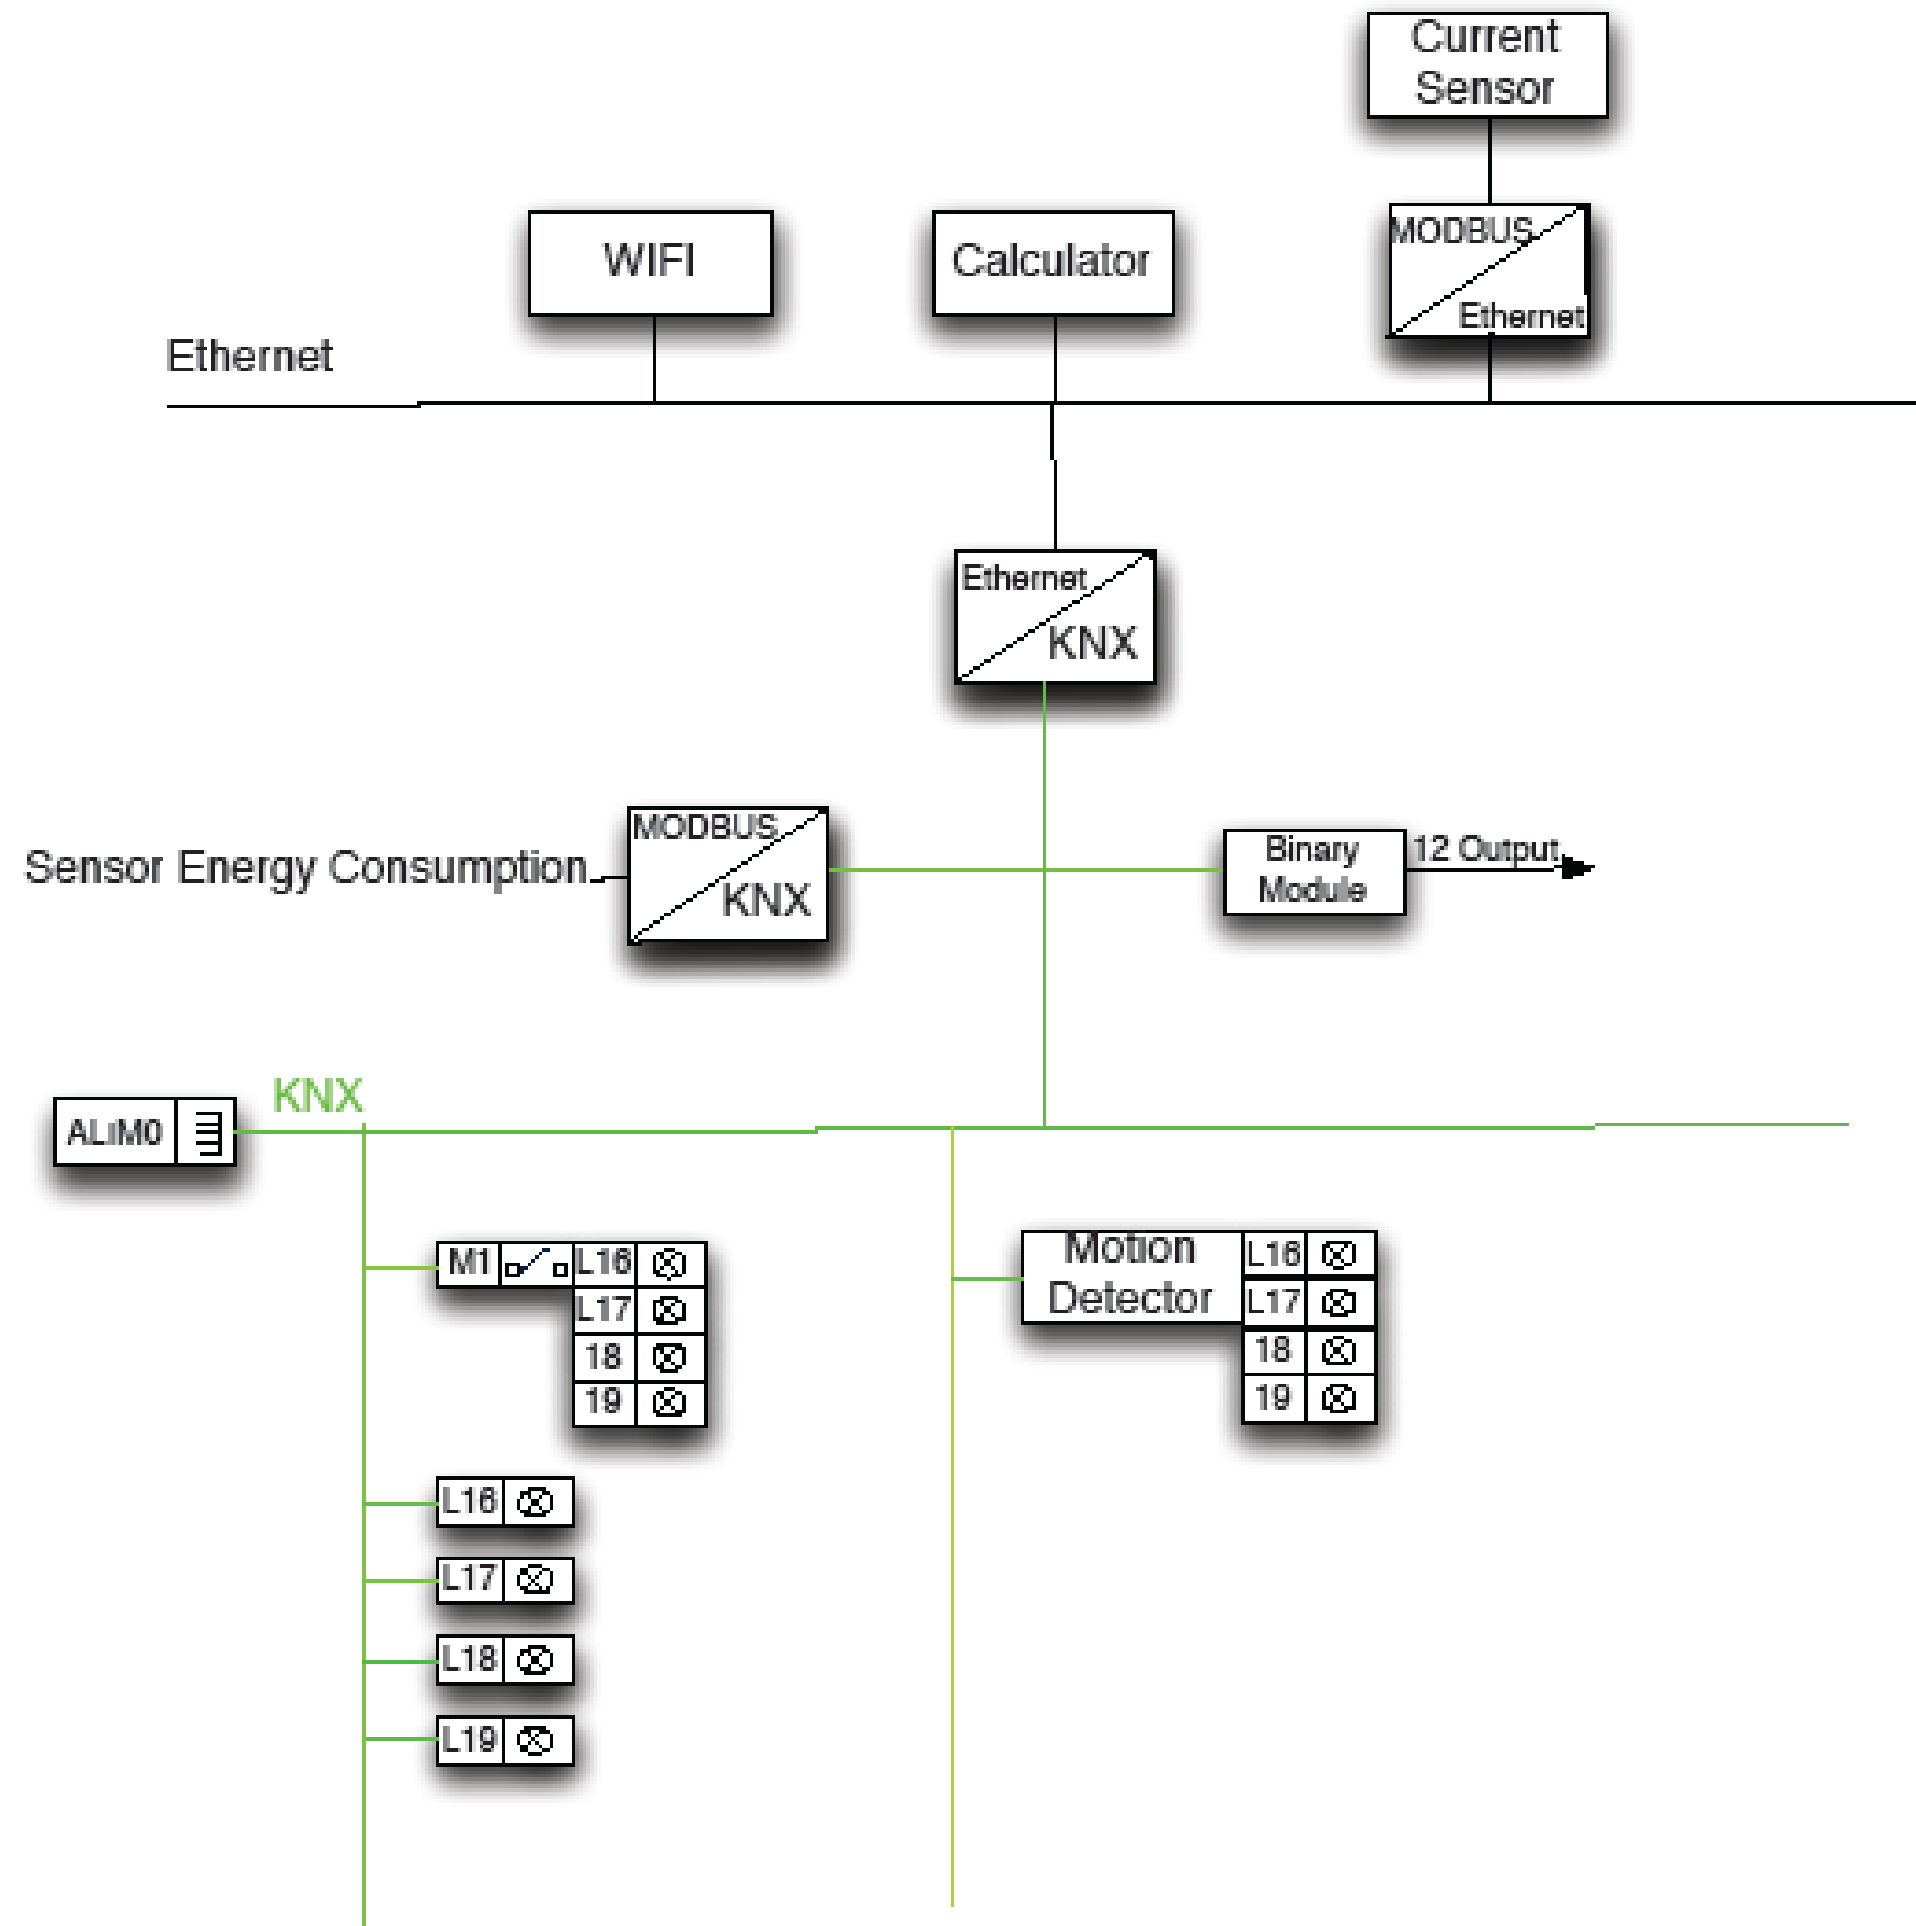 Current
Sensor
WIFI
Calculator
MODBUS
Ethernet
Ethernet
Ethernet
KNX
MODBUS
KNX
Sensor Energy Consumption
Binary
Module
12 Output
KNX
ALiM0
M1
L16
L17
18
19
Motion
Detector
L16
L17
18
19
L16
L17
L18
L19